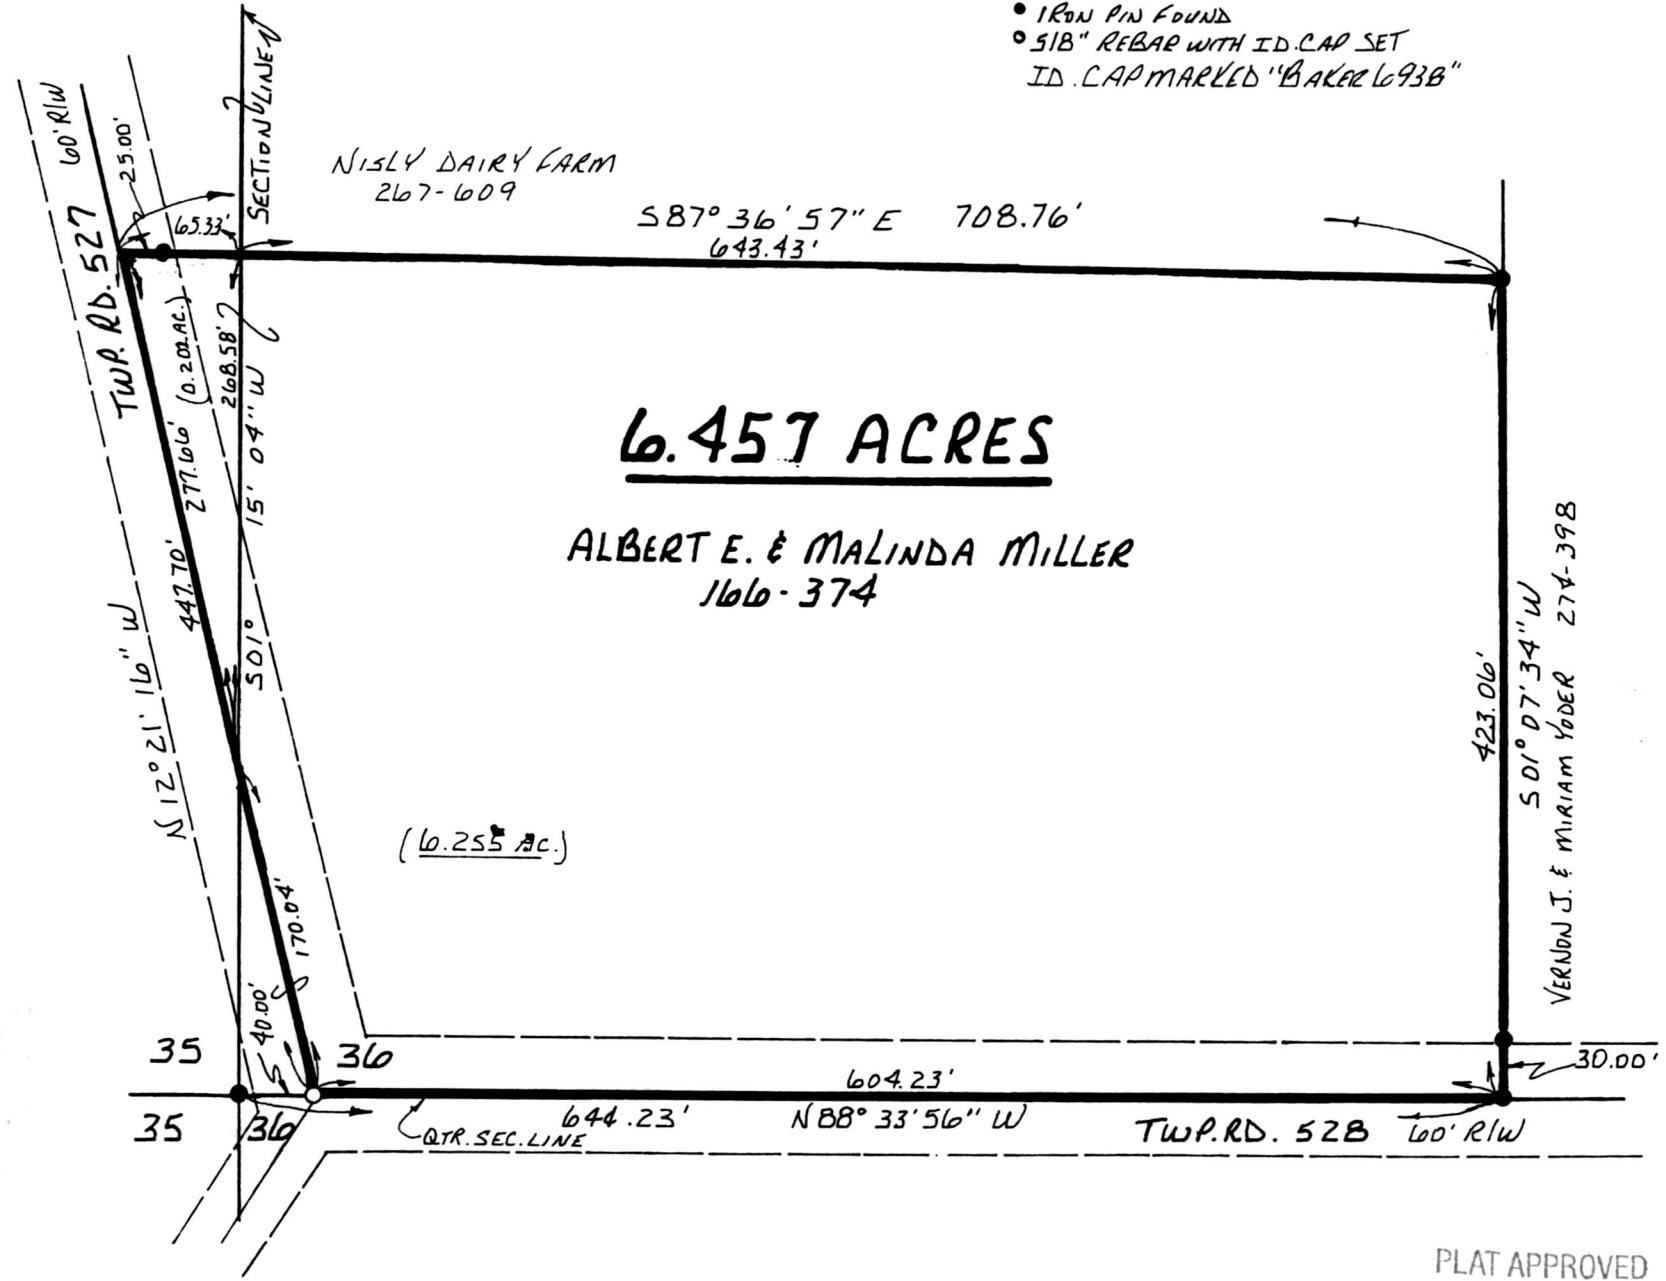 IRON PIN FOUND
5/8" REBAR WITH ID. CAP SET
ID. CAP MARKED "BAKER 6938"
60' R/W
25.00'
SECTION LINE
NISLY DAIRY FARM
267-609
65.33'
S87° 36' 57" E 708.76'
643.43'
TWP. RD. 527
(0.202 AC.)
268.58'
277.66'
447.70'
S01° 15' 04" W
N 12° 21' 16" W
6.457 ACRES
ALBERT E. & MALINDA MILLER
166-374
423.06'
S 01° 07' 34" W
VERNON J. & MIRIAM YODER 274-398
(6.255 AC.)
170.04'
40.00'
35
36
30.00'
604.23'
35
36
QTR. SEC. LINE
644.23' N88° 33' 56" W
TWP. RD. 528 60' R/W
PLAT APPROVED